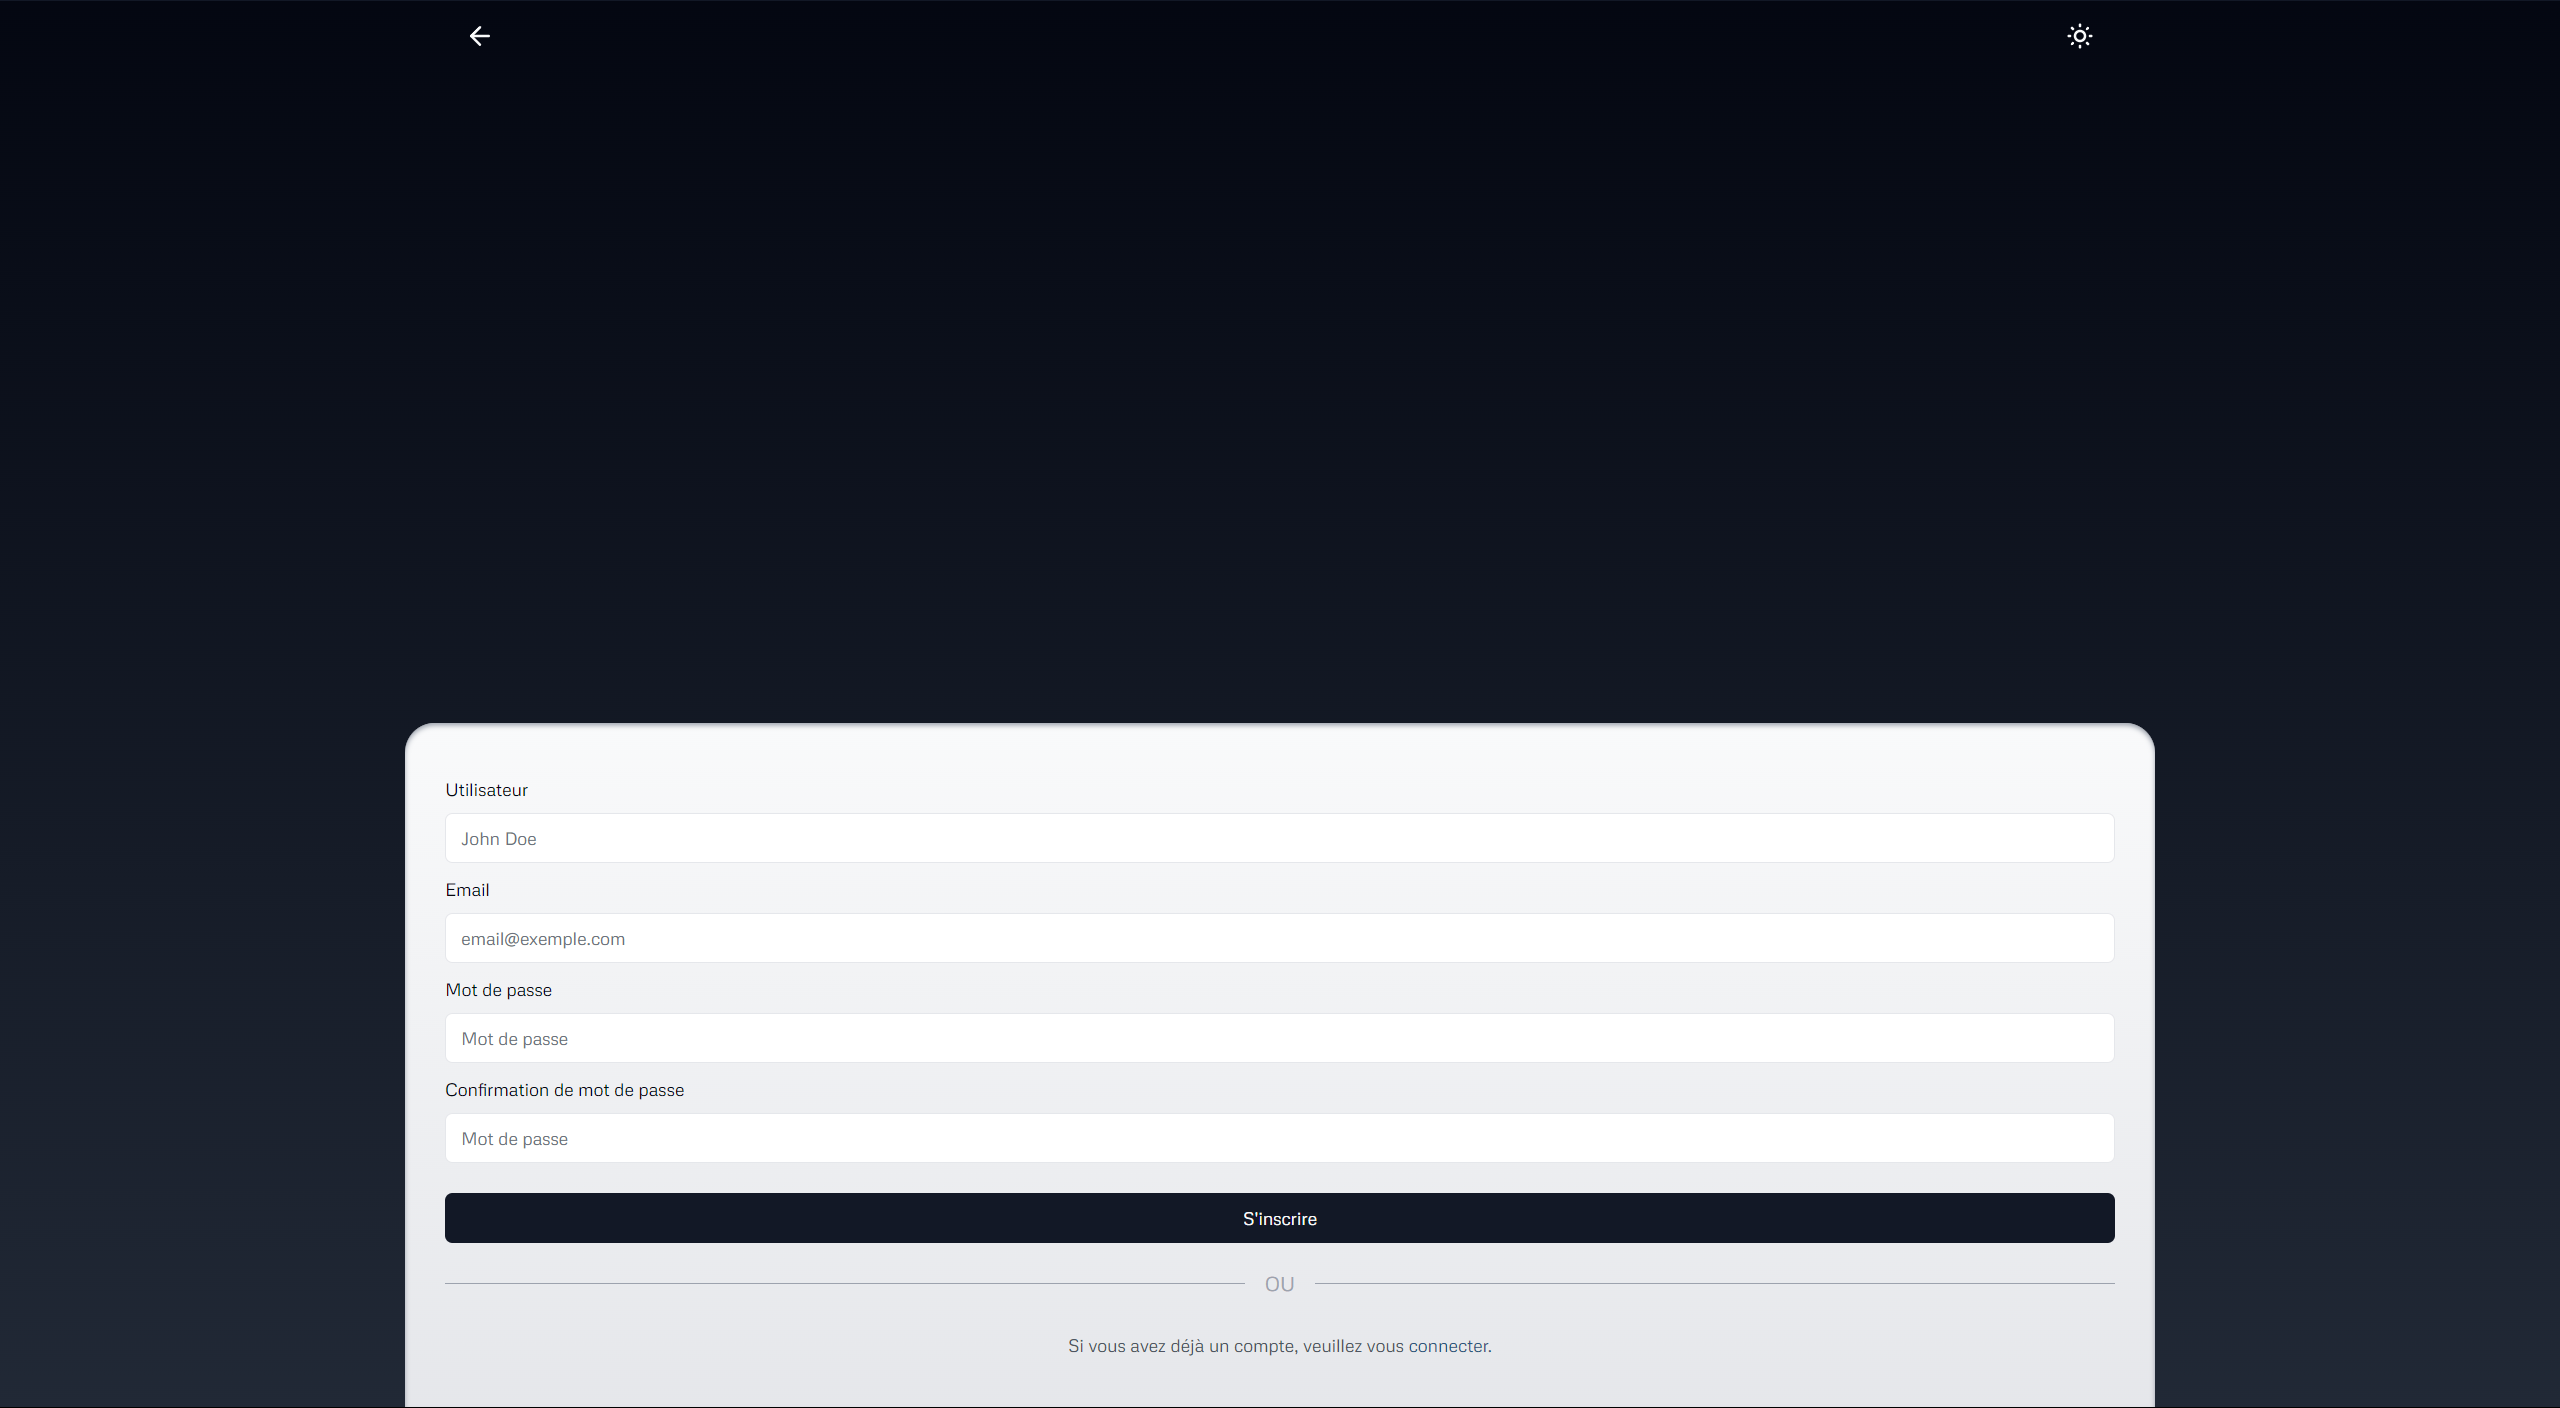 Utilisateur
John Doe
Email
email@exemple.com
Mot de passe
Mot de passe
Confirmation de mot de passe
Mot de passe
S'inscrire
OU
Si vous avez déjà un compte, veuillez vous connecter.